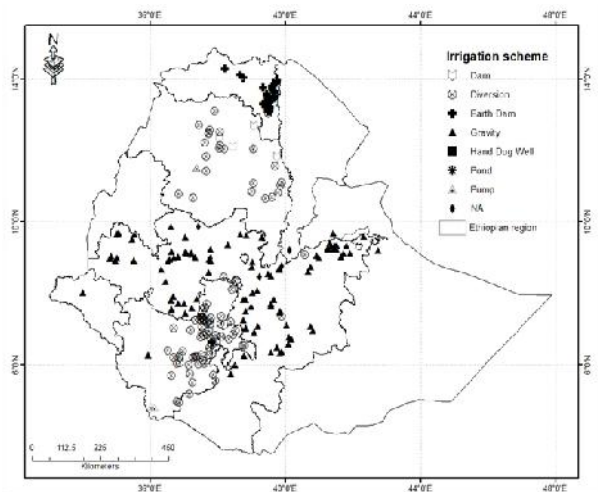 36°0'E 40°0'E 44°0'E 48°0'E
N
14°0'N
10°0'N
6°0'N
Irrigation scheme
Dam
Diversion
Earth Dam
Gravity
Hand Dug Well
Pond
Pump
NA
Ethiopian region
14°0'N
10°0'N
6°0'N
0 112.5 225 450
Kilometers
36°0'E 40°0'E 44°0'E 48°0'E